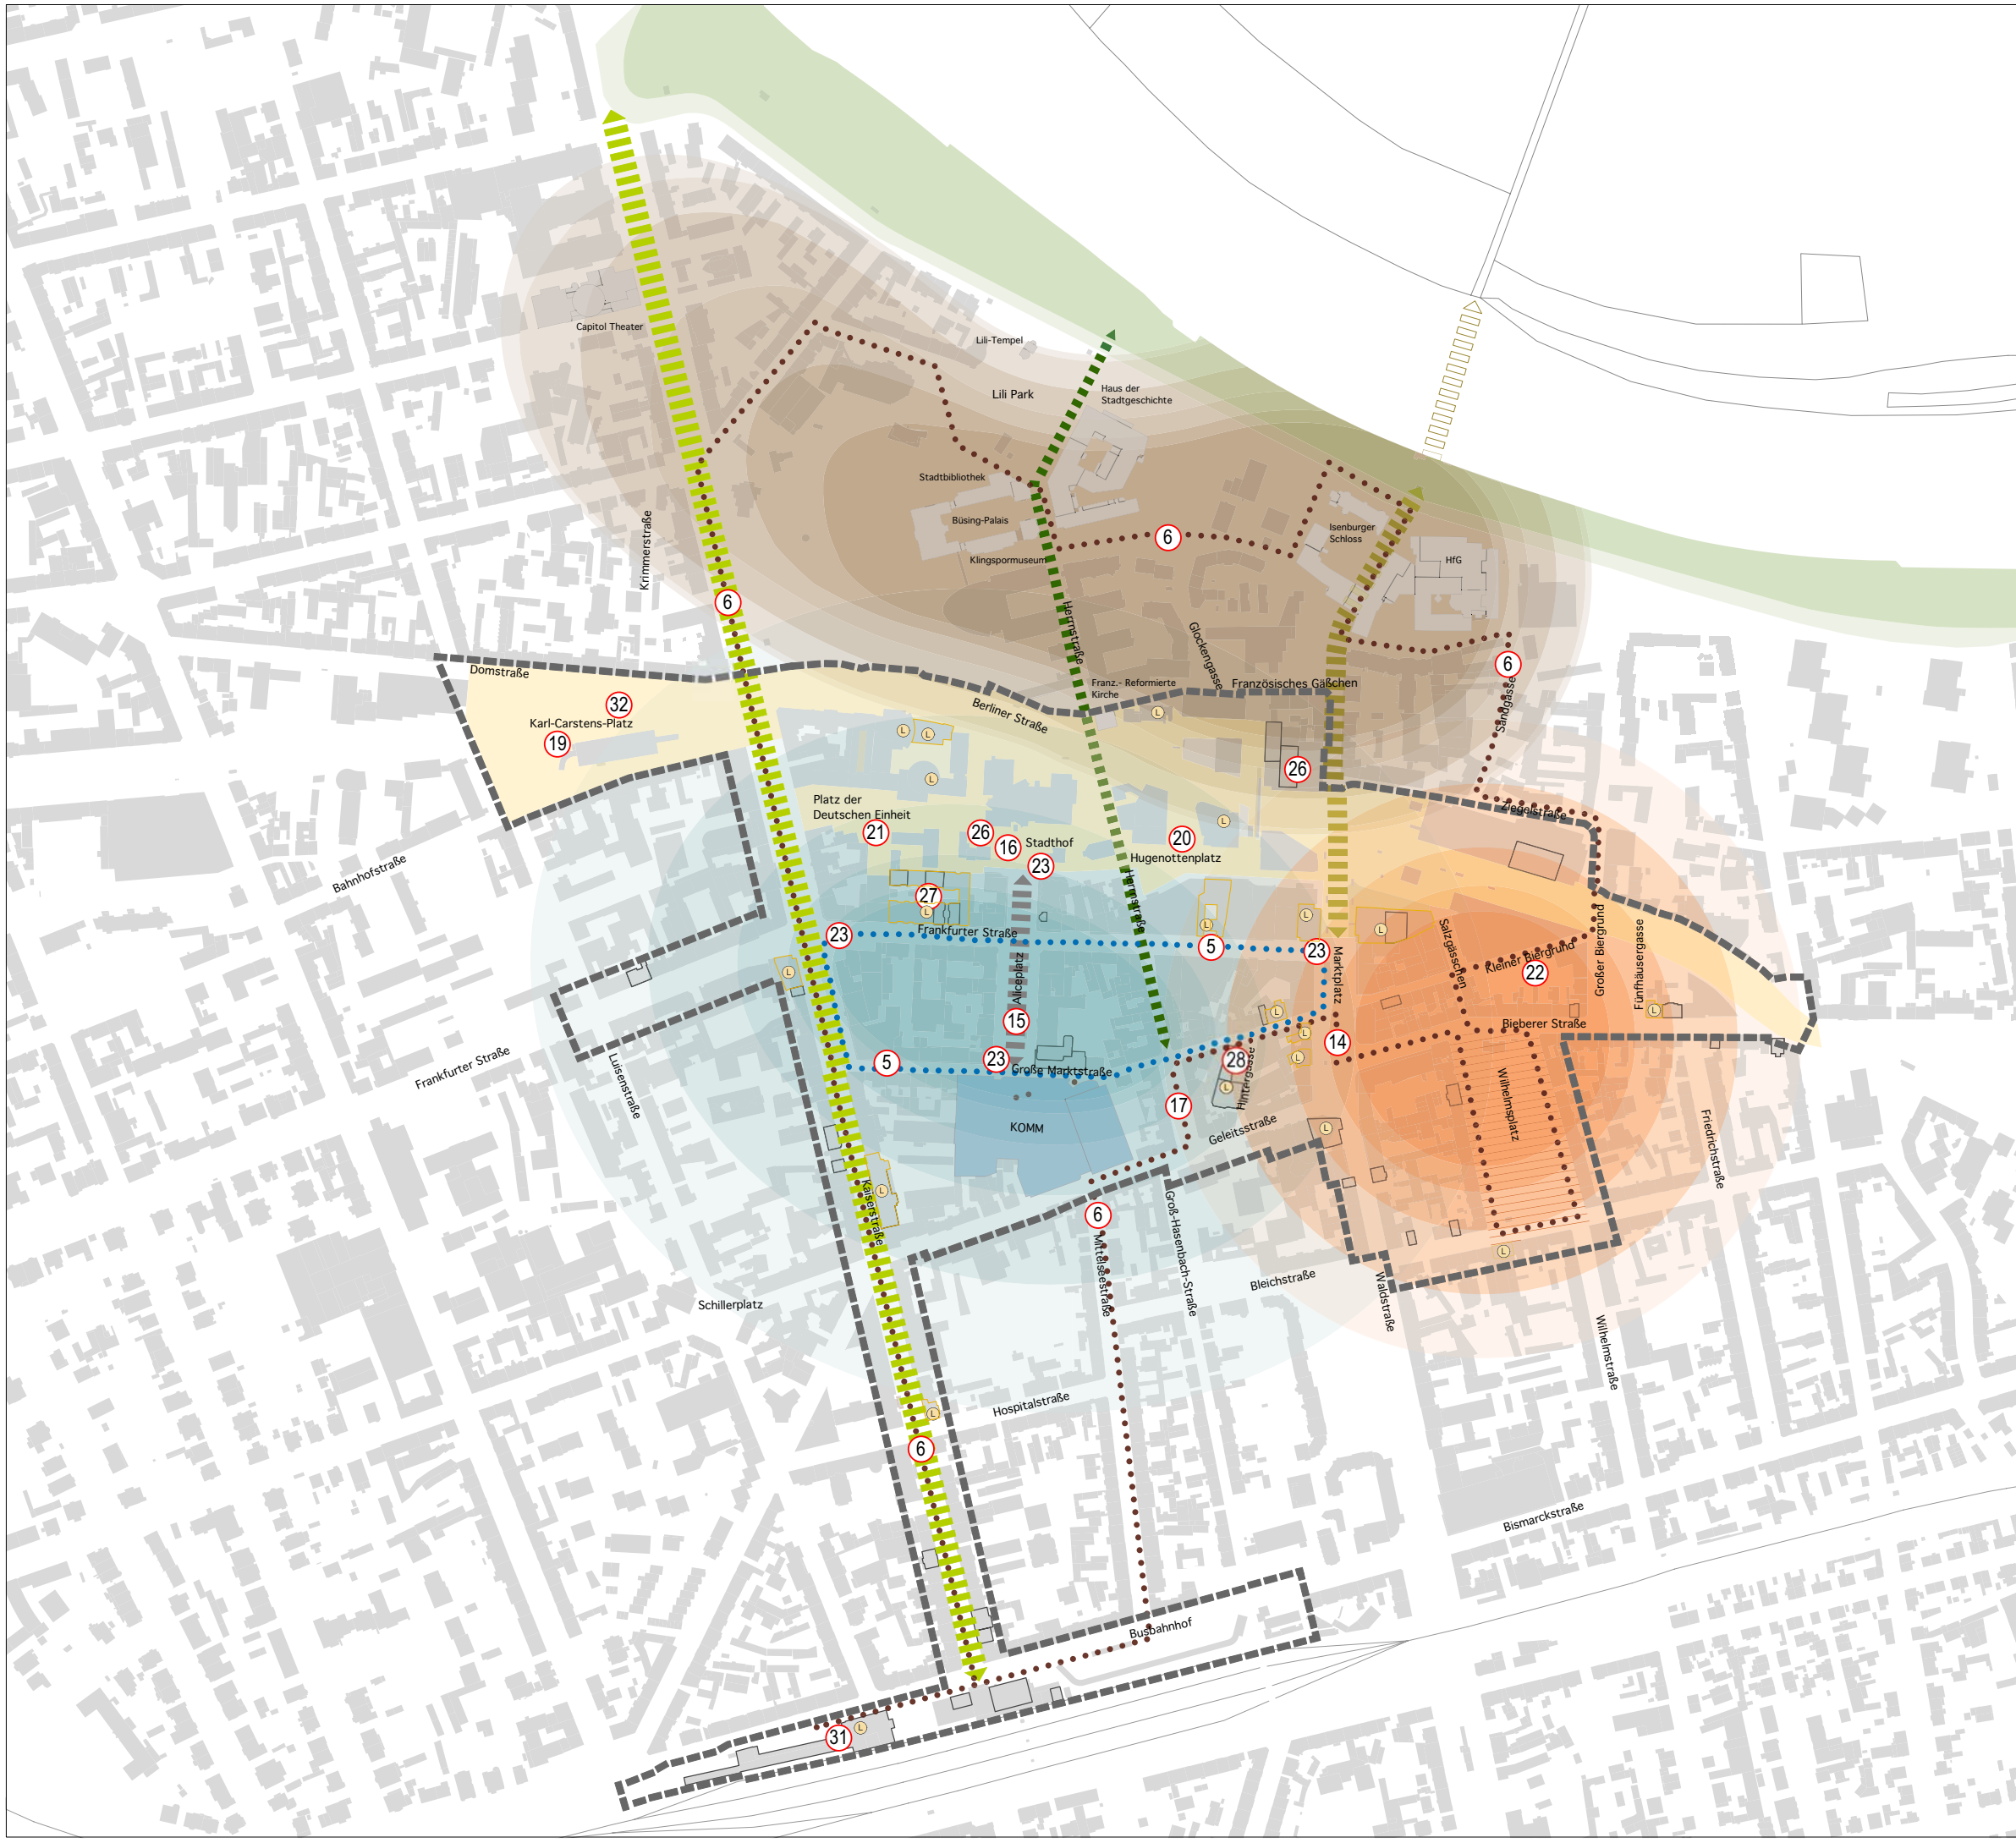 Capitol Theater
Lili-Tempel
Lili Park
Haus der
Stadtgeschichte
Stadtbibliothek
Büsing-Palais
Klingspormuseum
Isenburger
Schloss
HfG
6
Krimmerstraße
6
Herrnstraße
Glockengasse
6
Sandgasse
Domstraße
32
Karl-Carstens-Platz
19
Franz.- Reformierte
Kirche
Französisches Gäßchen
Berliner Straße
L
L
L
L
26
Platz der
Deutschen Einheit
21
26
16
Stadthof
23
20
Hugenottenplatz
L
Ziegelstraße
Bahnhofstraße
27
L
Frankfurter Straße
23
Herrnstraße
L
5
L
23
L
Marktplatz
Salzgässchen
Kleiner Biergrund
22
Großer Biergrund
Fünfhäusergasse
L
Bieberer Straße
L
Aliceplatz
15
23
Große Marktstraße
5
KOMM
L
L
L
14
28
L
Hintergasse
17
Geleitsstraße
L
Wilhelmsplatz
L
Friedrichstraße
Frankfurter Straße
Luisenstraße
L
Kaiserstraße
6
Mittelseestraße
Groß-Hasenbach-Straße
Bleichstraße
Waldstraße
Wilhelmstraße
Schillerplatz
Hospitalstraße
L
6
Bismarckstraße
Busbahnhof
31
L